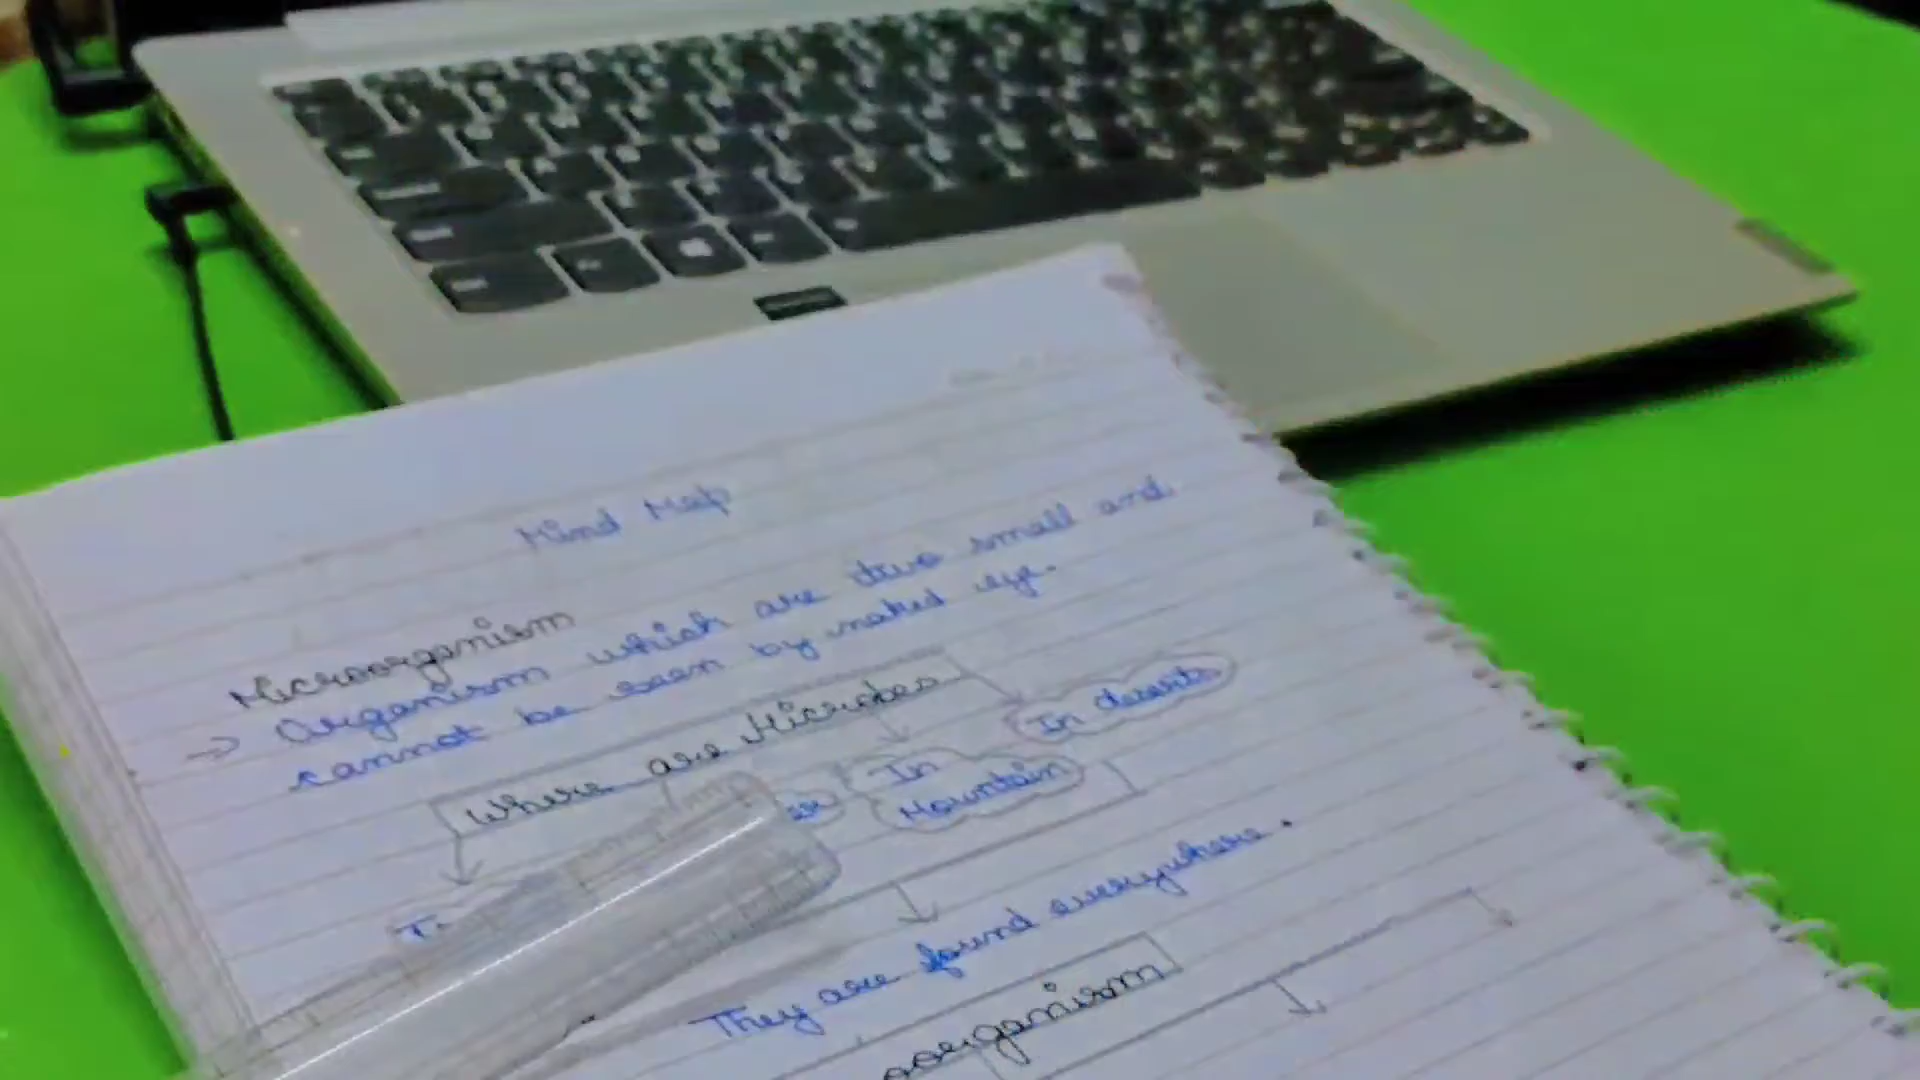 Mind Map
Microorganism
→ Organism which are two small and
cannot be seen by naked eye.
Where are Microbes
In deserts
In
Mountain
They are found everywhere.